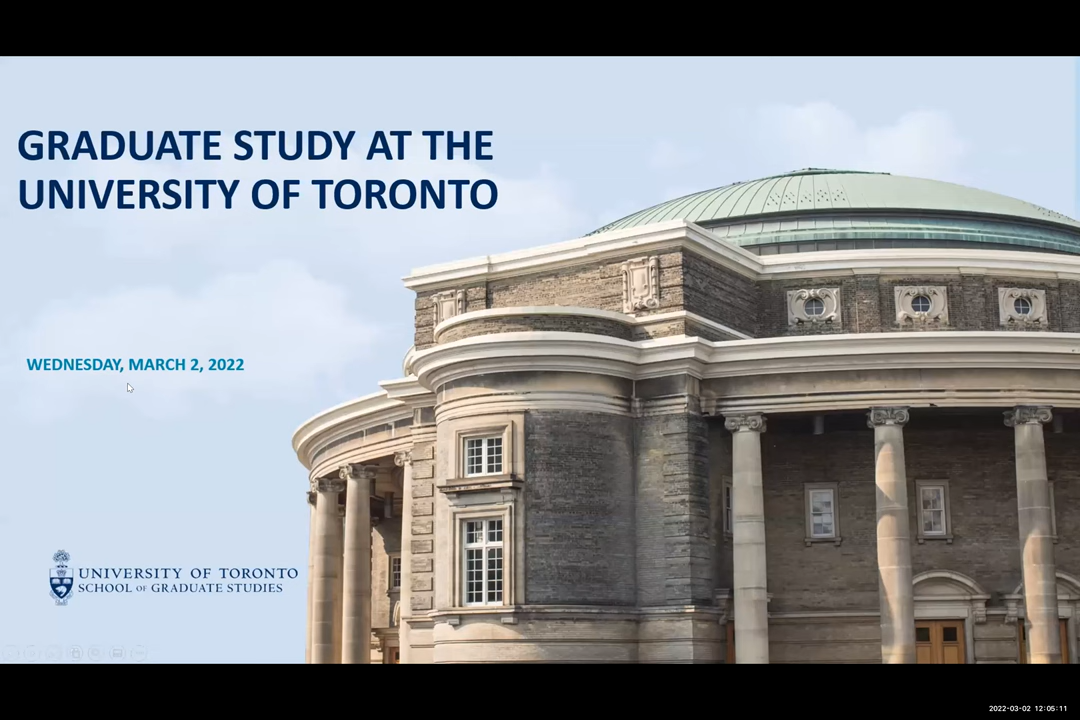 GRADUATE STUDY AT THE
UNIVERSITY OF TORONTO
WEDNESDAY, MARCH 2, 2022
UNIVERSITY OF TORONTO
SCHOOL OF GRADUATE STUDIES
2022-03-02 12:05:11